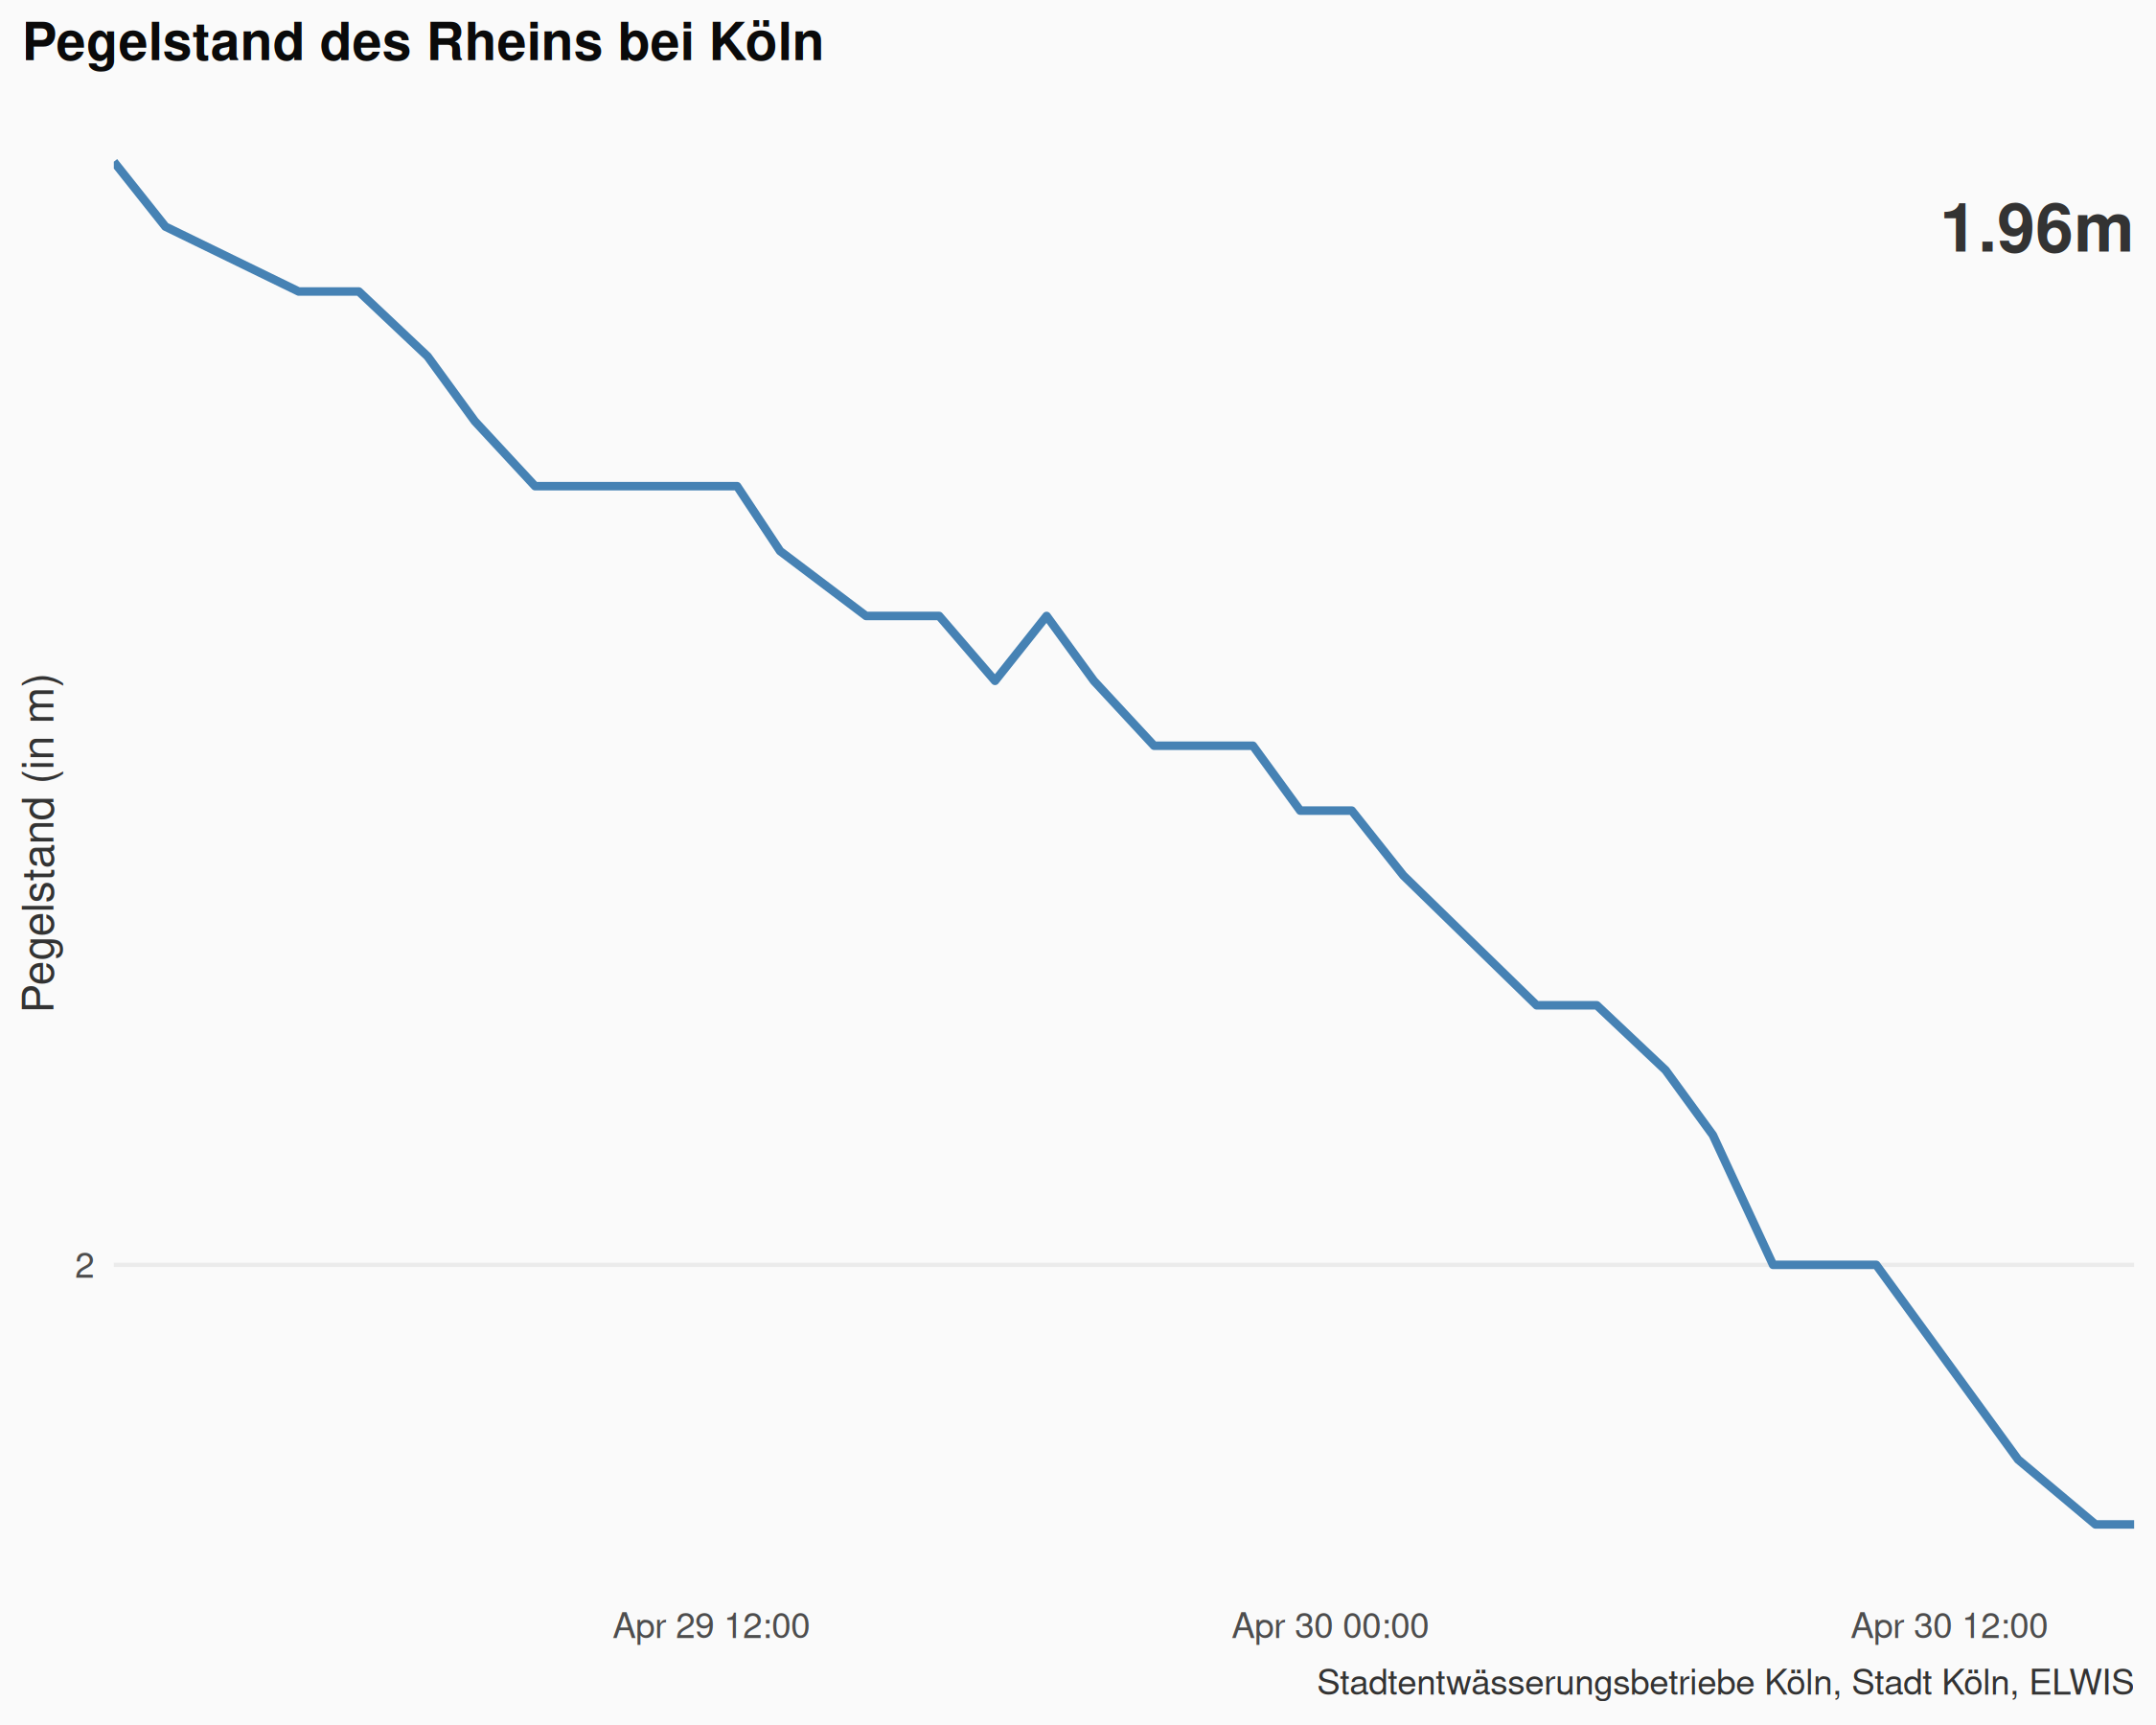 Pegelstand des Rheins bei Köln
1.96m
Pegelstand (in m)
2
Apr 29 12:00
Apr 30 00:00
Apr 30 12:00
Stadtentwässerungsbetriebe Köln, Stadt Köln, ELWIS